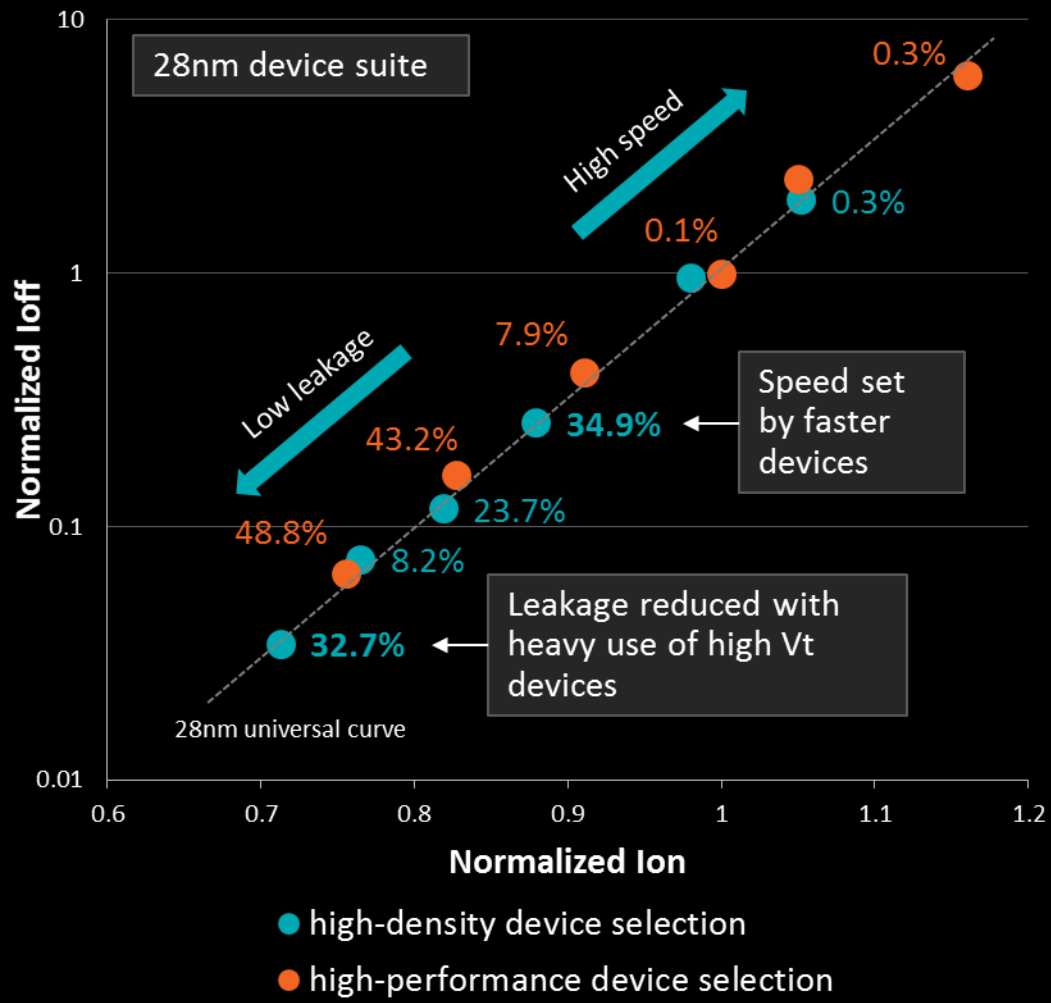 10
28nm device suite
0.3%
High speed
0.3%
0.1%
1
7.9%
Low leakage
Speed set
by faster
devices
34.9%
43.2%
23.7%
0.1
48.8%
8.2%
Leakage reduced with
heavy use of high Vt
devices
32.7%
28nm universal curve
0.01
Normalized Ioff
0.6 0.7 0.8 0.9 1 1.1 1.2
Normalized Ion
high-density device selection
high-performance device selection